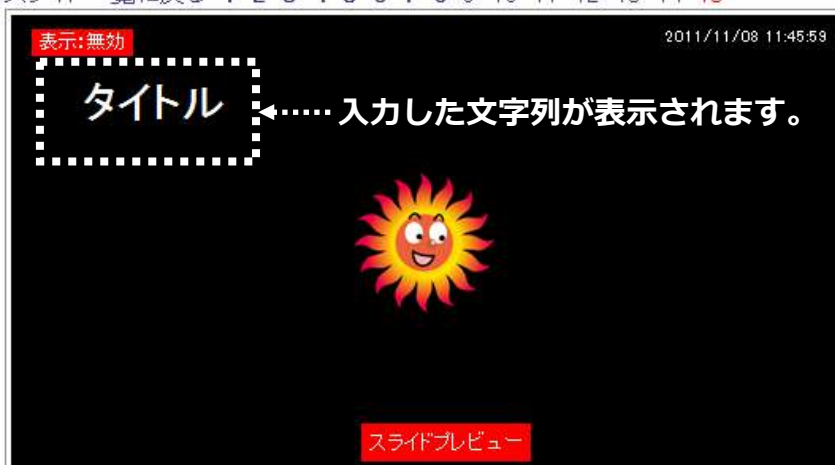 表示:無効
2011/11/08 11:45:59
タイトル
入力した文字列が表示されます。
スライドプレビュー